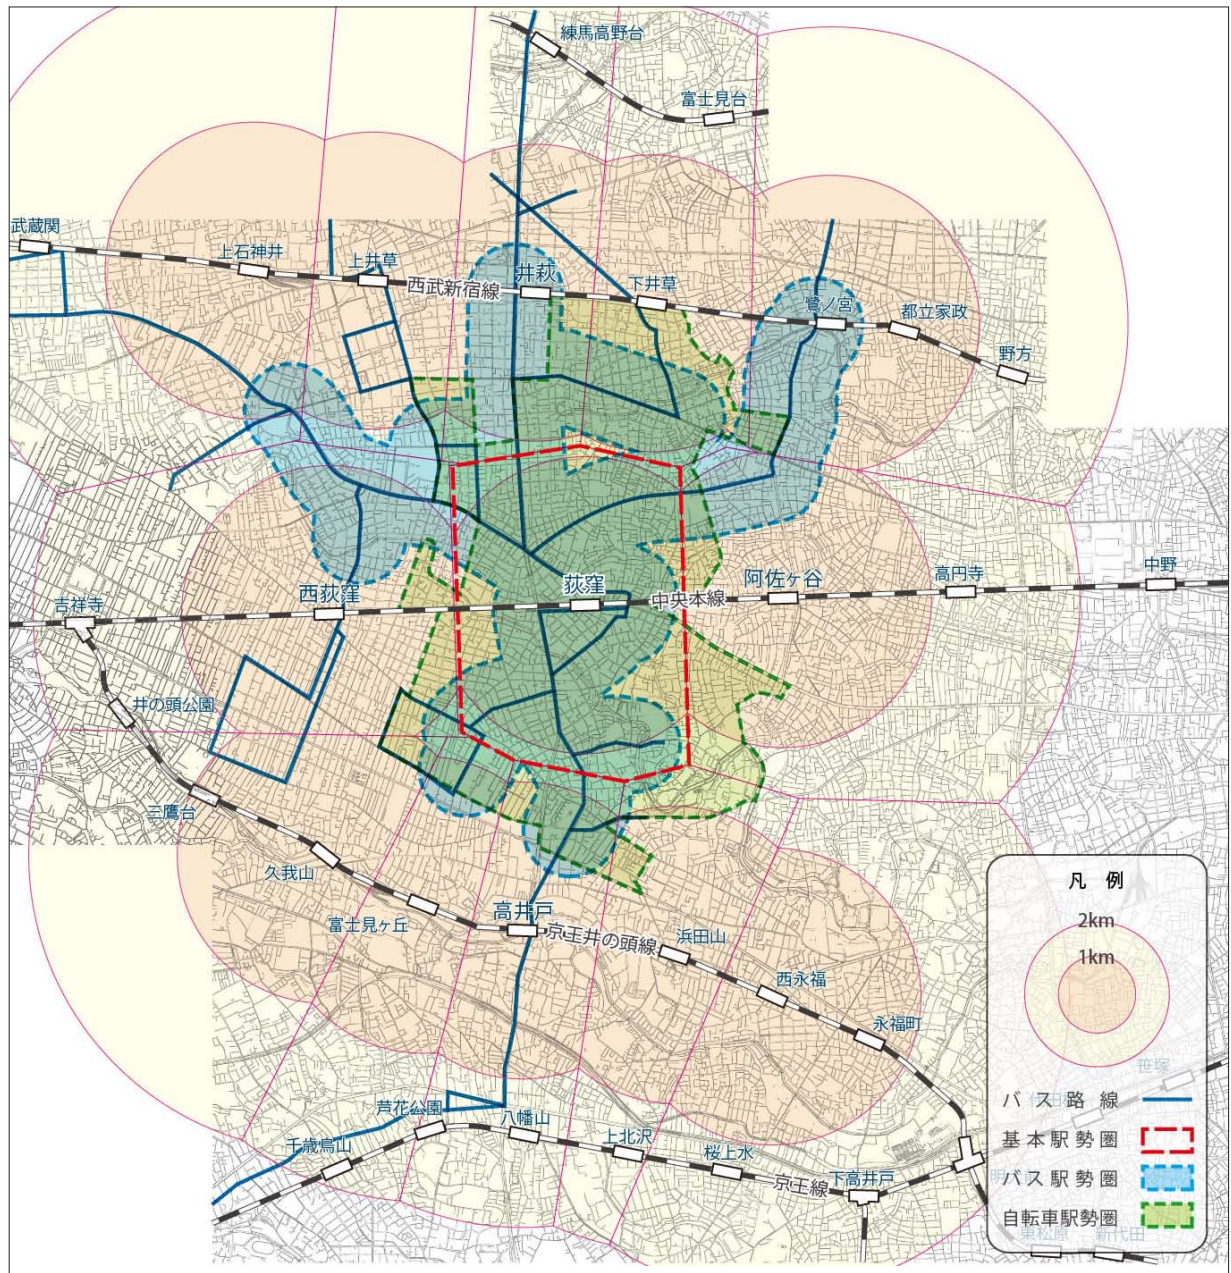 練馬高野台
富士見台
武蔵関
上石神井
上井草
西武新宿線
井荻
下井草
鷺ノ宮
都立家政
野方
吉祥寺
西荻窪
荻窪
中央本線
阿佐ヶ谷
高円寺
中野
井の頭公園
三鷹台
久我山
富士見ヶ丘
高井戸
京王井の頭線
浜田山
西永福
永福町
芦花公園
千歳烏山
八幡山
上北沢
桜上水
京王線
下高井戸
凡 例
2km
1km
笹塚
バス路線
基本駅勢圏
バス駅勢圏
自転車駅勢圏
東松原
新代田